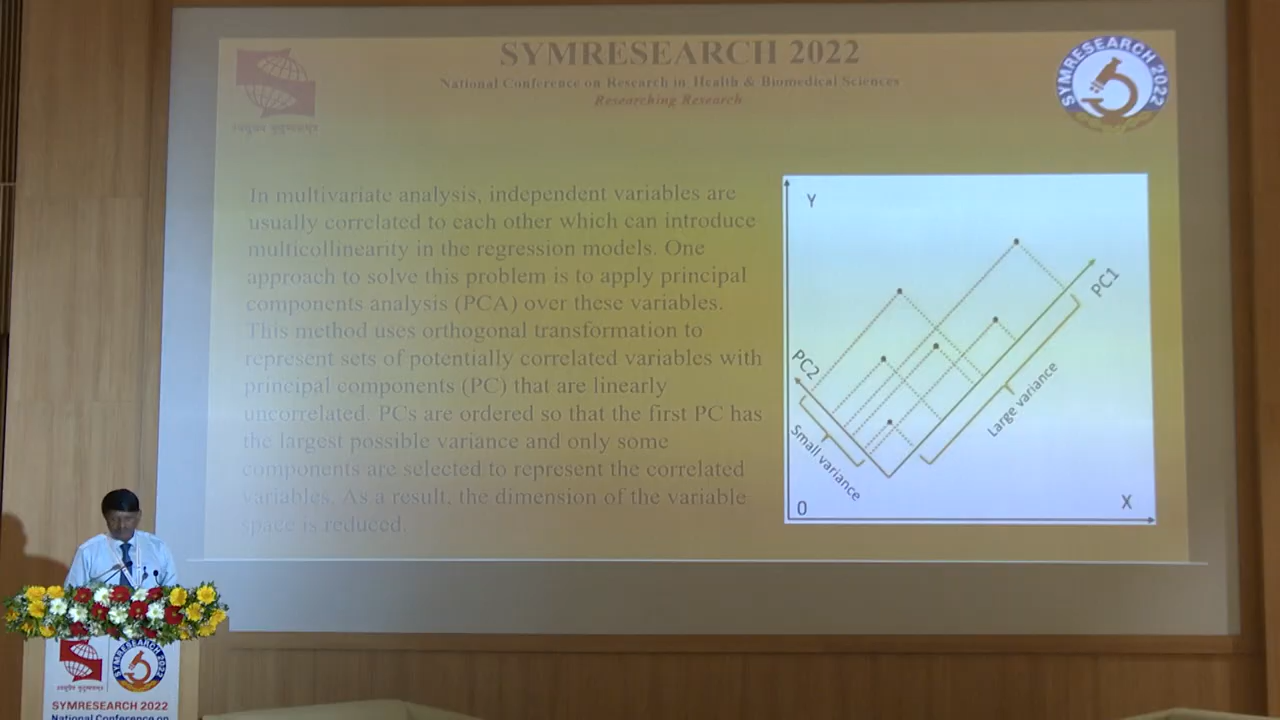 SYMRESEARCH 2022
National Conference on Research in Health & Biomedical Sciences
Researching Research
SYMRESEARCH 2022
In multivariate analysis, independent variables are
usually correlated to each other which can introduce
multicollinearity in the regression models. One
approach to solve this problem is to apply principal
components analysis (PCA) over these variables.
This method uses orthogonal transformation to
represent sets of potentially correlated variables with
principal components (PC) that are linearly
uncorrelated. PCs are ordered so that the first PC has
the largest possible variance and only some
components are selected to represent the correlated
variables. As a result, the dimension of the variable
space is reduced.
Y
PC1
PC2
Large variance
Small variance
0
X
SYMRESEARCH 2022
SYMRESEARCH 2022
National Conference on